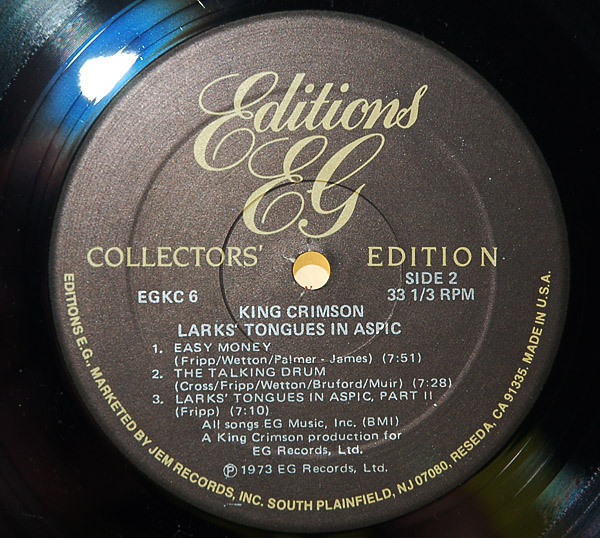 Editions
EG
COLLECTORS' EDITION
EGKC 6
SIDE 2
33 1/3 RPM
KING CRIMSON
LARKS' TONGUES IN ASPIC
1. EASY MONEY
(Fripp/Wetton/Palmer - James) (7:51)
2. THE TALKING DRUM
(Cross/Fripp/Wetton/Bruford/Muir) (7:28)
3. LARKS' TONGUES IN ASPIC, PART II
(Fripp) (7:10)
All songs EG Music, Inc. (BMI)
A King Crimson production for
EG Records, Ltd.
℗ 1973 EG Records, Ltd.
EDITIONS E.G., MARKETED BY JEM RECORDS, INC. SOUTH PLAINFIELD, NJ 07080, RESEDA, CA 91335. MADE IN U.S.A.